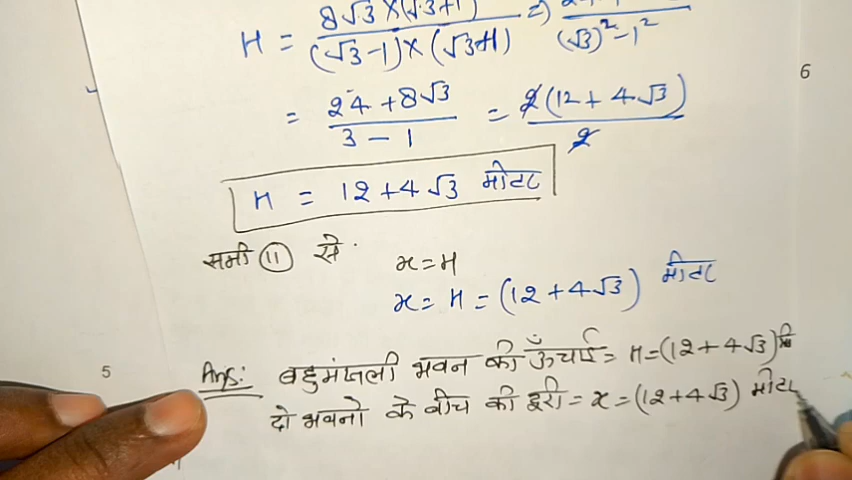 H = 8√3 × (√3+1) / (√3-1) × (√3+1) ⇒ / (√3)² - 1²
6
= 24 + 8√3 / 3 - 1 = 2(12 + 4√3) / 2
H = 12 + 4√3 मीटर
समी (11) से
x = H
x = H = (12 + 4√3) मीटर
5
Ans: बहुमंजली भवन की ऊँचाई = H = (12 + 4√3)
दो भवनो के बीच की दूरी = x = (12 + 4√3) मीटर